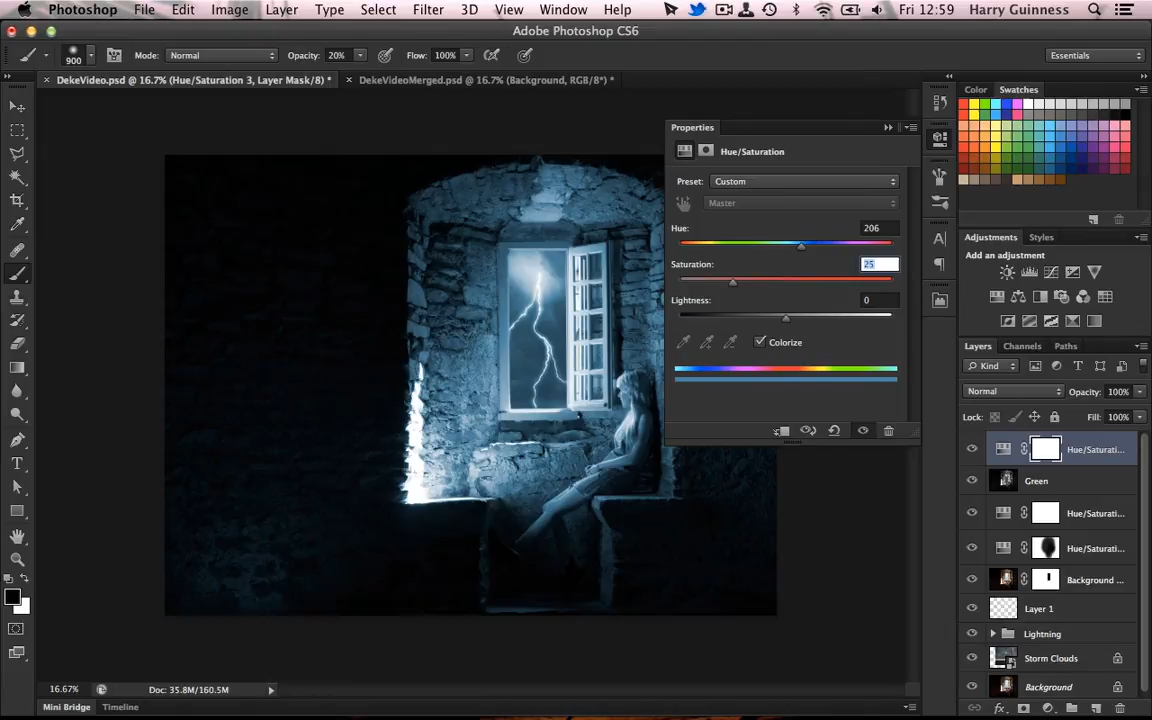 Photoshop File Edit Image Layer Type Select Filter 3D View Window Help Fri 12:59 Harry Guinness
Adobe Photoshop CS6
900 Mode: Normal Opacity: 20% Flow: 100% Essentials
× DekeVideo.psd @ 16.7% (Hue/Saturation 3, Layer Mask/8) * × DekeVideoMerged.psd @ 16.7% (Background, RGB/8*) *
Color Swatches
Properties
Hue/Saturation
Preset: Custom
Master
Hue: 206
Saturation: 25
Lightness: 0
Colorize
Adjustments Styles
Add an adjustment
Layers Channels Paths
Kind
Normal Opacity: 100%
Lock: Fill: 100%
Hue/Saturati...
Green
Hue/Saturati...
Hue/Saturati...
Background ...
Layer 1
Lightning
Storm Clouds
Background
16.67% Doc: 35.8M/160.5M
Mini Bridge Timeline